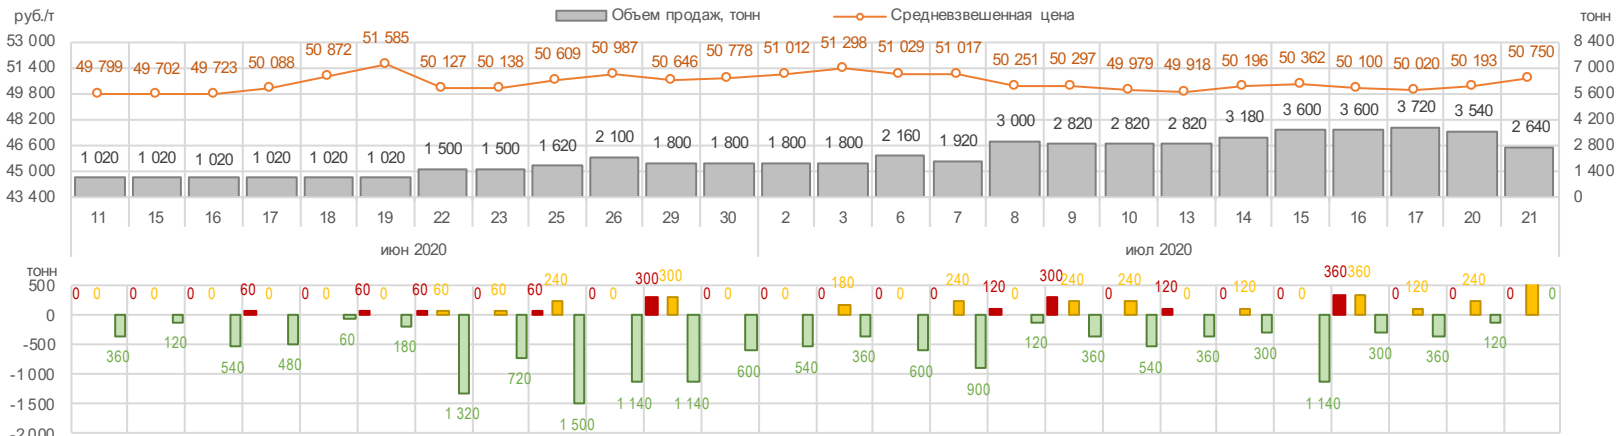 руб./т Объем продаж, тонн Средневзвешенная цена тонн
53 000 49 799 49 702 49 723 50 088 50 872 51 585 50 127 50 138 50 609 50 987 50 646 50 778 51 012 51 298 51 029 51 017 50 251 50 297 49 979 49 918 50 196 50 362 50 100 50 020 50 193 50 750 8 400
51 400 7 000
49 800 5 600
48 200 4 200
46 600 1 020 1 020 1 020 1 020 1 020 1 020 1 500 1 500 1 620 2 100 1 800 1 800 1 800 1 800 2 160 1 920 3 000 2 820 2 820 2 820 3 180 3 600 3 600 3 720 3 540 2 640 2 800
45 000 1 400
43 400 0
11 15 16 17 18 19 22 23 25 26 29 30 2 3 6 7 8 9 10 13 14 15 16 17 20 21
июн 2020 июл 2020
тонн
500 0 0 0 0 0 0 60 0 0 0 60 0 60 60 0 60 60 240 0 0 300 300 0 0 0 0 0 180 0 0 0 240 120 0 300 240 0 240 120 0 0 120 0 0 360 360 0 120 0 240 0 0
0 360 120 540 480 60 180 1 320 720 1 500 1 140 1 140 600 540 360 600 900 120 360 540 360 300 1 140 300 360 120
-500
-1 000
-1 500
-2 000